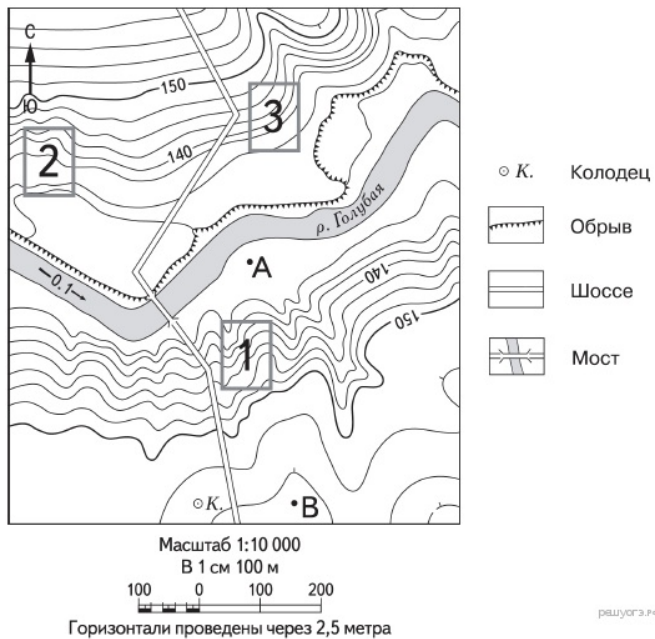 С
Ю
150
3
2
140
р. Голубая
0.1
А
140
150
1
К.
В
К. Колодец
Обрыв
Шоссе
Мост
Масштаб 1:10 000
В 1 см 100 м
100 0 100 200
Горизонтали проведены через 2,5 метра